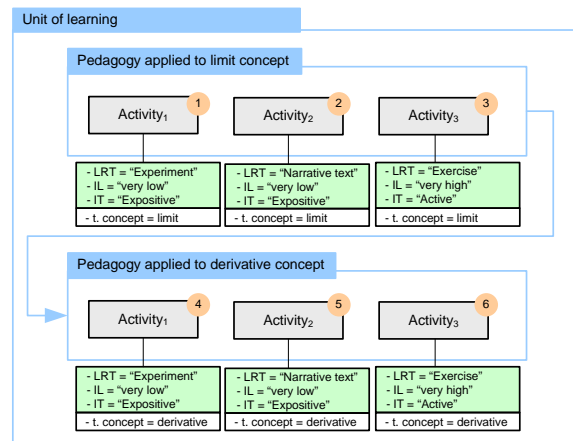 Unit of learning
Pedagogy applied to limit concept
1
2
3
Activity₁
Activity₂
Activity₃
- LRT = “Experiment”
- IL = “very low”
- IT = “Expositive”
- t. concept = limit
- LRT = “Narrative text”
- IL = “very low”
- IT = “Expositive”
- t. concept = limit
- LRT = “Exercise”
- IL = “very high”
- IT = “Active”
- t. concept = limit
Pedagogy applied to derivative concept
4
5
6
Activity₁
Activity₂
Activity₃
- LRT = “Experiment”
- IL = “very low”
- IT = “Expositive”
- t. concept = derivative
- LRT = “Narrative text”
- IL = “very low”
- IT = “Expositive”
- t. concept = derivative
- LRT = “Exercise”
- IL = “very high”
- IT = “Active”
- t. concept = derivative